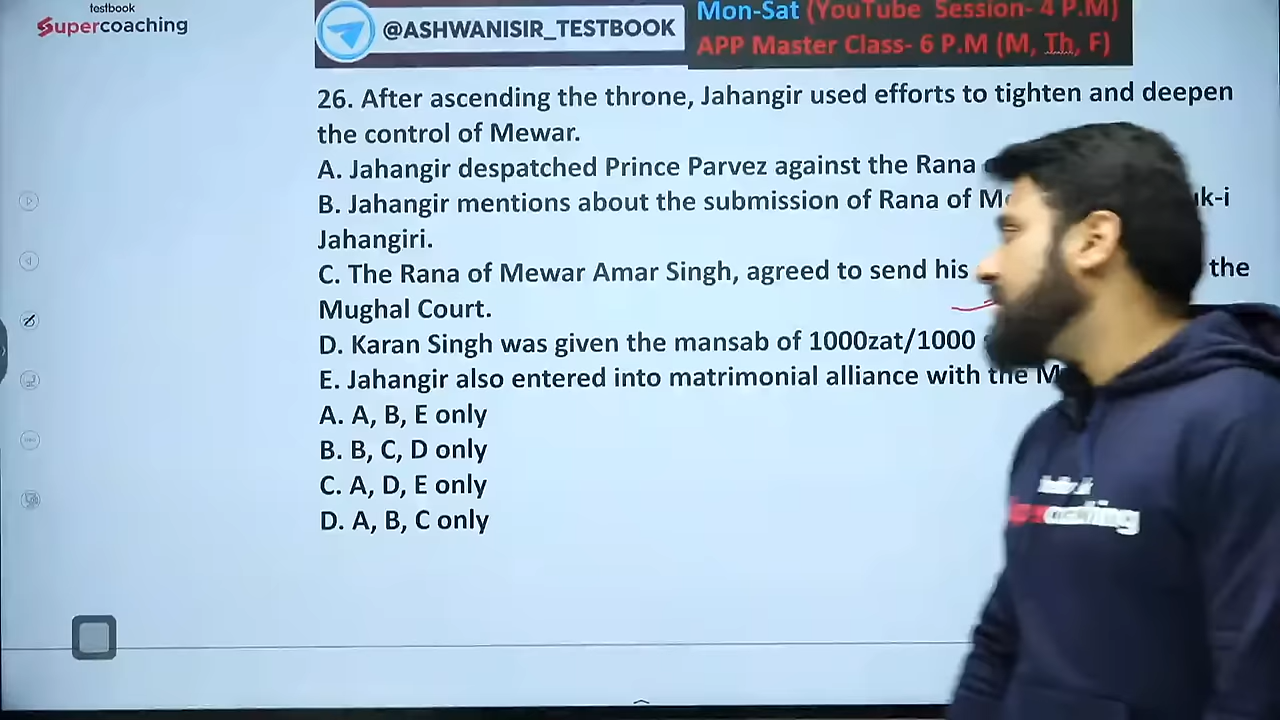 testbook
Supercoaching
@ASHWANISIR_TESTBOOK
Mon-Sat (YouTube Session- 4 P.M)
APP Master Class- 6 P.M (M, Th, F)
26. After ascending the throne, Jahangir used efforts to tighten and deepen
the control of Mewar.
A. Jahangir despatched Prince Parvez against the Rana
B. Jahangir mentions about the submission of Rana of
Jahangiri.
C. The Rana of Mewar Amar Singh, agreed to send his the
Mughal Court.
D. Karan Singh was given the mansab of 1000zat/1000
E. Jahangir also entered into matrimonial alliance with the
A. A, B, E only
B. B, C, D only
C. A, D, E only
D. A, B, C only